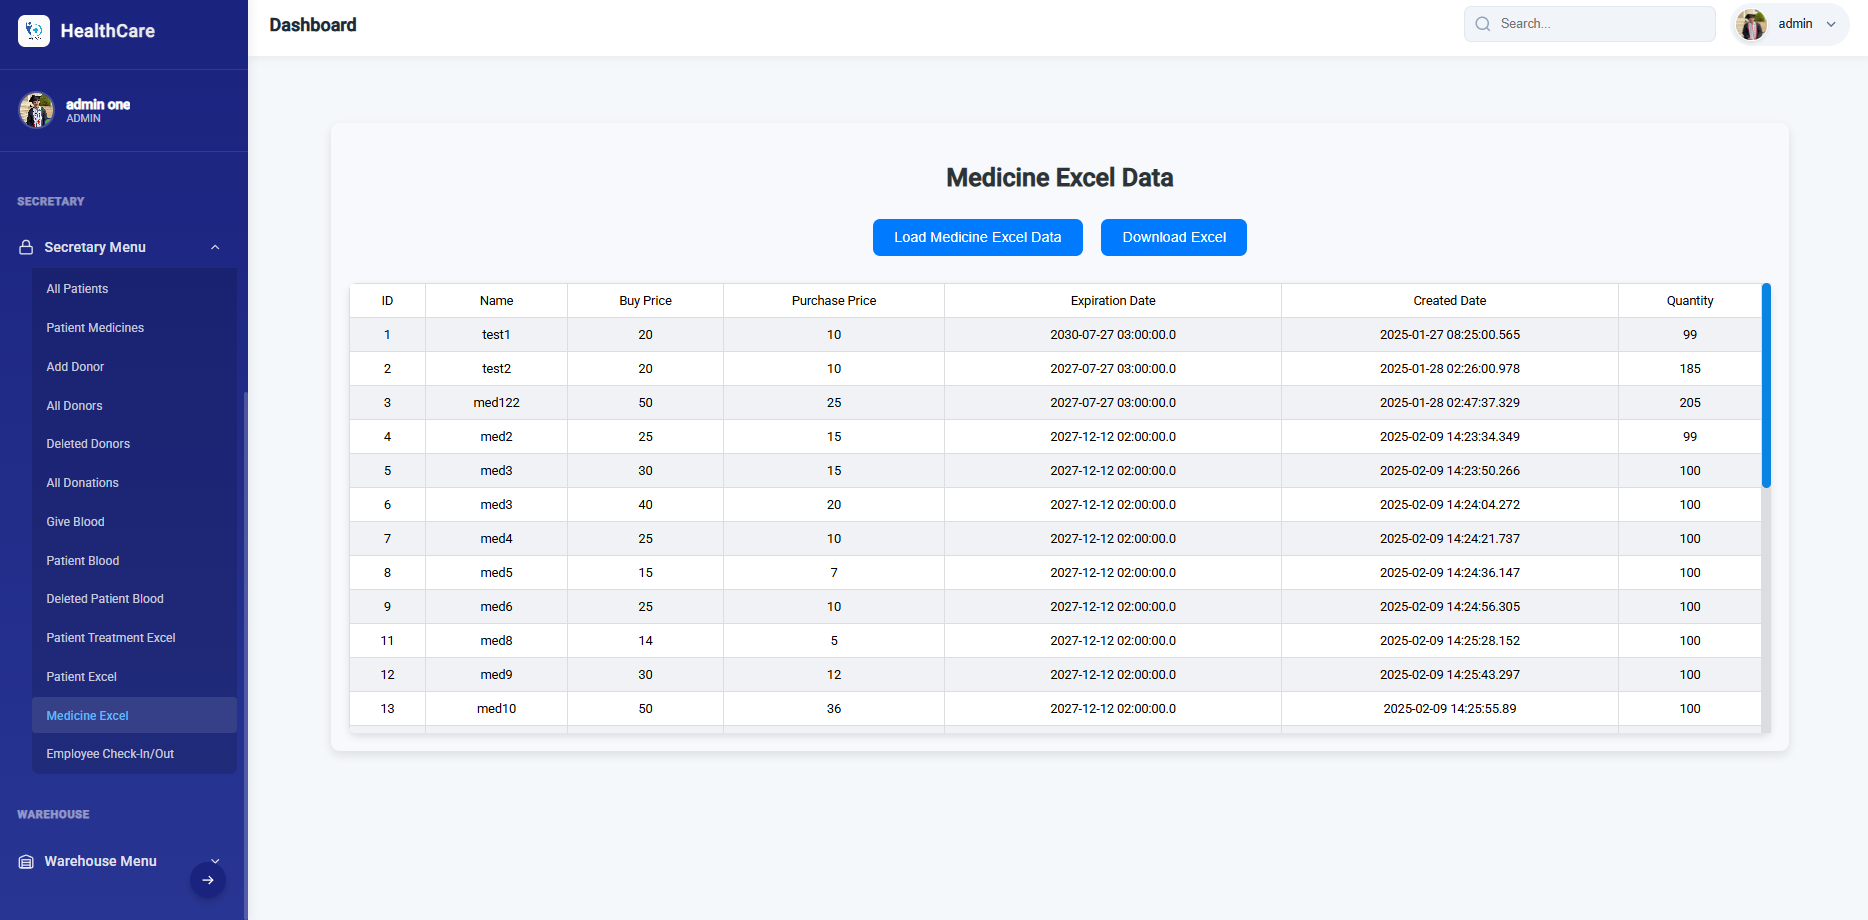 HealthCare
Dashboard
Search...
admin
admin one
ADMIN
SECRETARY
Secretary Menu
All Patients
Patient Medicines
Add Donor
All Donors
Deleted Donors
All Donations
Give Blood
Patient Blood
Deleted Patient Blood
Patient Treatment Excel
Patient Excel
Medicine Excel
Employee Check-In/Out
WAREHOUSE
Warehouse Menu
Medicine Excel Data
Load Medicine Excel Data Download Excel
ID Name Buy Price Purchase Price Expiration Date Created Date Quantity
1 test1 20 10 2030-07-27 03:00:00.0 2025-01-27 08:25:00.565 99
2 test2 20 10 2027-07-27 03:00:00.0 2025-01-28 02:26:00.978 185
3 med122 50 25 2027-07-27 03:00:00.0 2025-01-28 02:47:37.329 205
4 med2 25 15 2027-12-12 02:00:00.0 2025-02-09 14:23:34.349 99
5 med3 30 15 2027-12-12 02:00:00.0 2025-02-09 14:23:50.266 100
6 med3 40 20 2027-12-12 02:00:00.0 2025-02-09 14:24:04.272 100
7 med4 25 10 2027-12-12 02:00:00.0 2025-02-09 14:24:21.737 100
8 med5 15 7 2027-12-12 02:00:00.0 2025-02-09 14:24:36.147 100
9 med6 25 10 2027-12-12 02:00:00.0 2025-02-09 14:24:56.305 100
11 med8 14 5 2027-12-12 02:00:00.0 2025-02-09 14:25:28.152 100
12 med9 30 12 2027-12-12 02:00:00.0 2025-02-09 14:25:43.297 100
13 med10 50 36 2027-12-12 02:00:00.0 2025-02-09 14:25:55.89 100